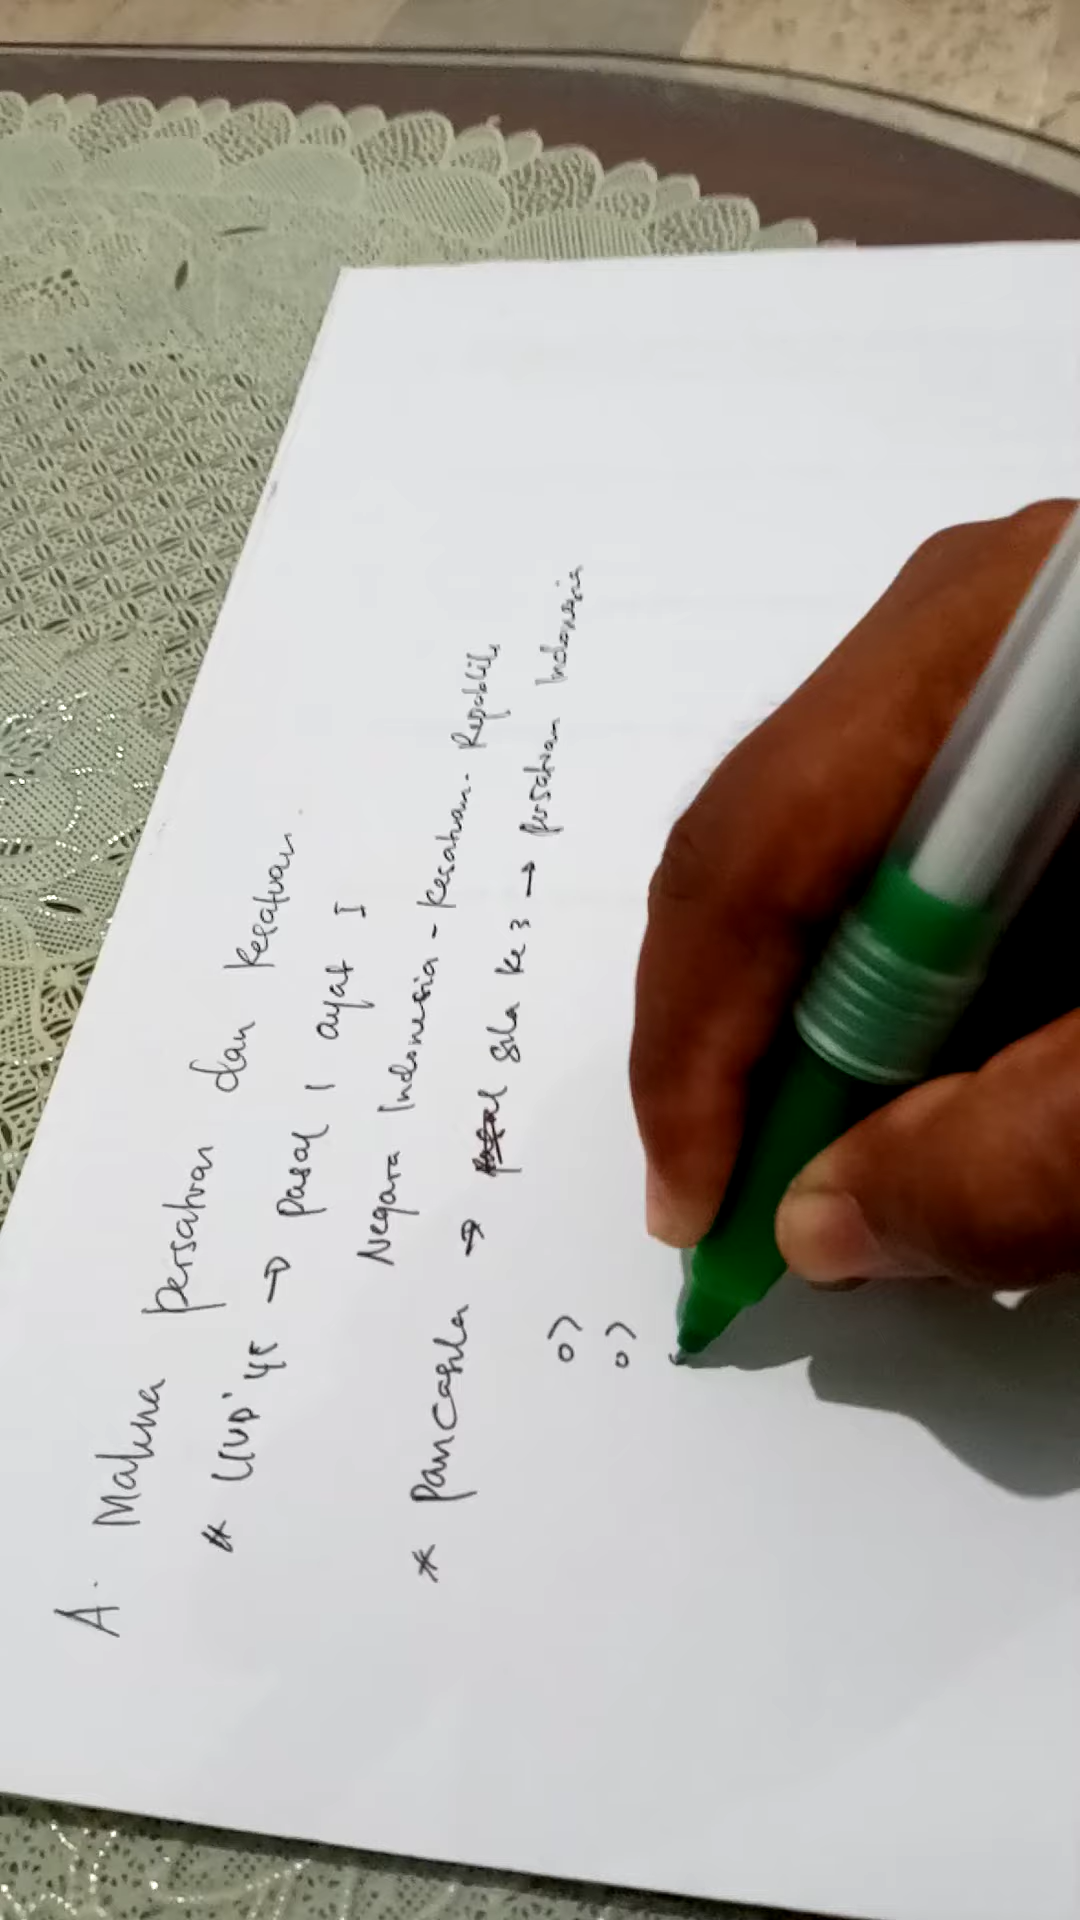 A. Makna persatuan dan kesatuan
* UUD' 45 → pasal 1 ayat I
Negara Indonesia - Kesatuan - Republik
* pancasila → sila ke 3 → persatuan Indonesia
o>
o>